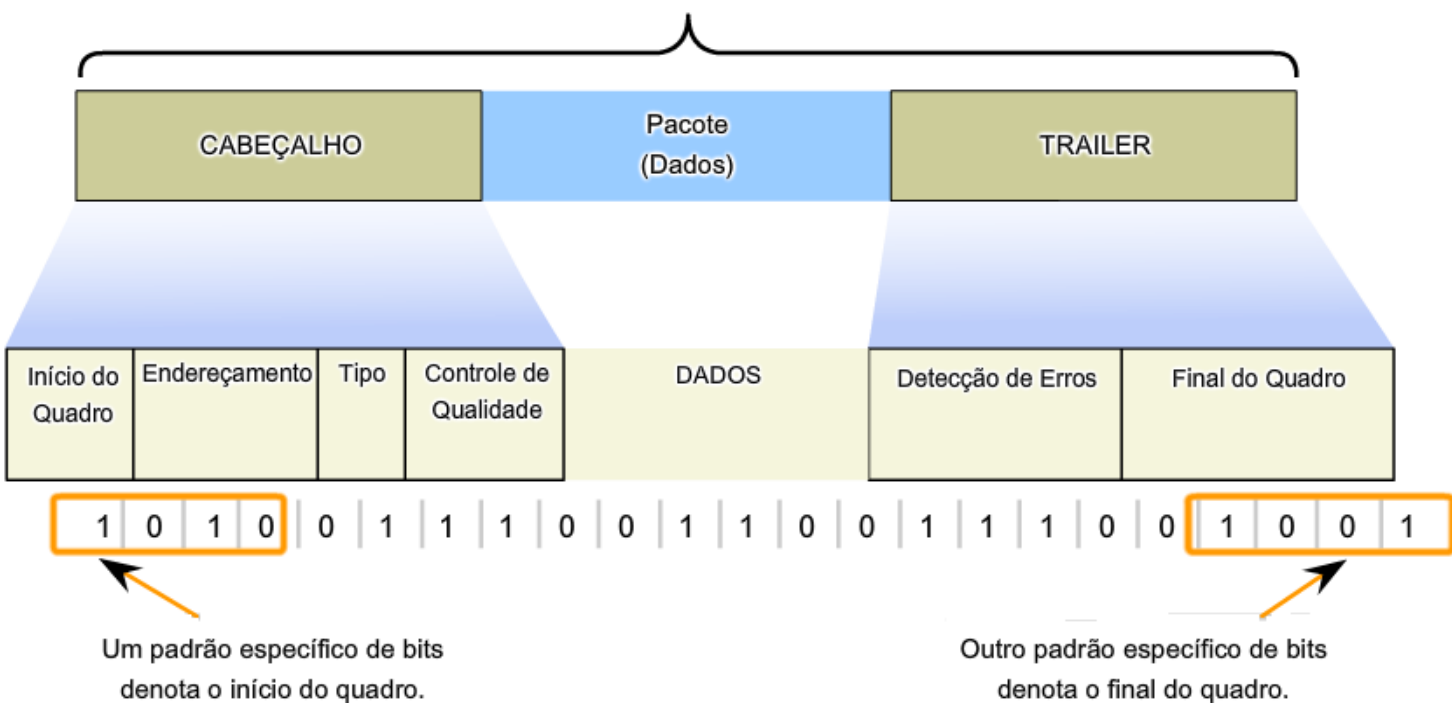 CABEÇALHO
Pacote
(Dados)
TRAILER
Início do
Quadro
Endereçamento
Tipo
Controle de
Qualidade
DADOS
Detecção de Erros
Final do Quadro
1 0 1 0 0 1 1 1 0 0 1 1 0 0 1 1 1 0 0 1 0 0 1
Um padrão específico de bits
denota o início do quadro.
Outro padrão específico de bits
denota o final do quadro.